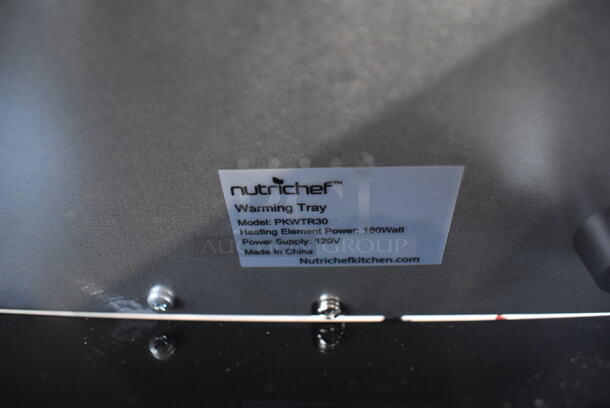 nutrichef™
Warming Tray
Model: PKWTR30
Heating Element Power: 180Watt
Power Supply: 120V
Made In China
Nutrichefkitchen.com